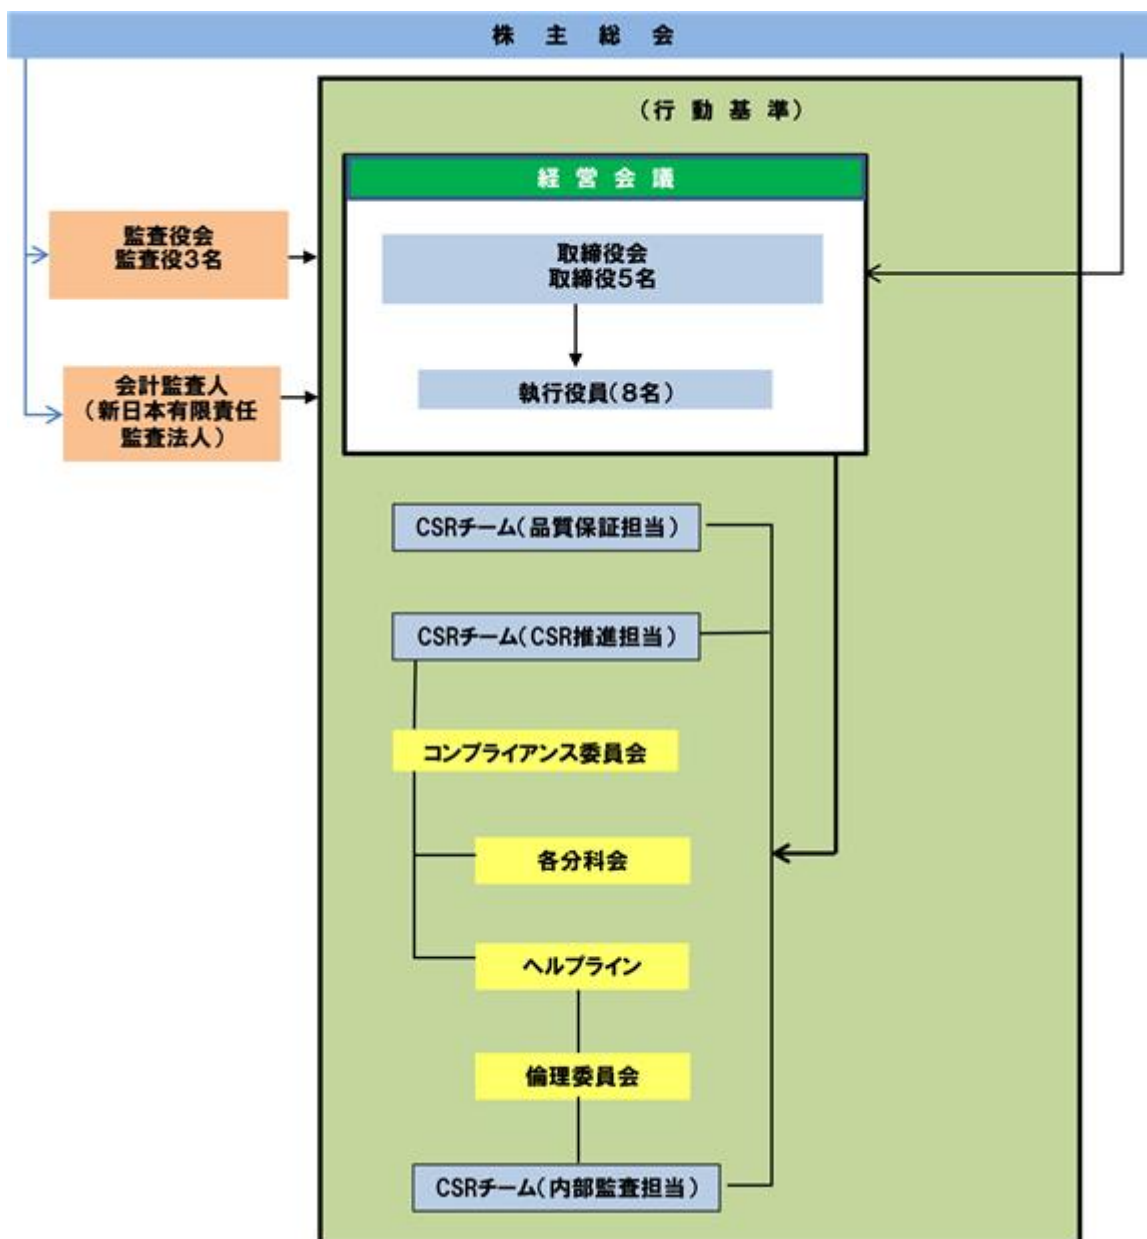 株 主 総 会
（行 動 基 準）
経 営 会 議
監査役会
監査役3名
取締役会
取締役5名
会計監査人
（新日本有限責任
監査法人）
執行役員（8名）
CSRチーム（品質保証担当）
CSRチーム（CSR推進担当）
コンプライアンス委員会
各分科会
ヘルプライン
倫理委員会
CSRチーム（内部監査担当）